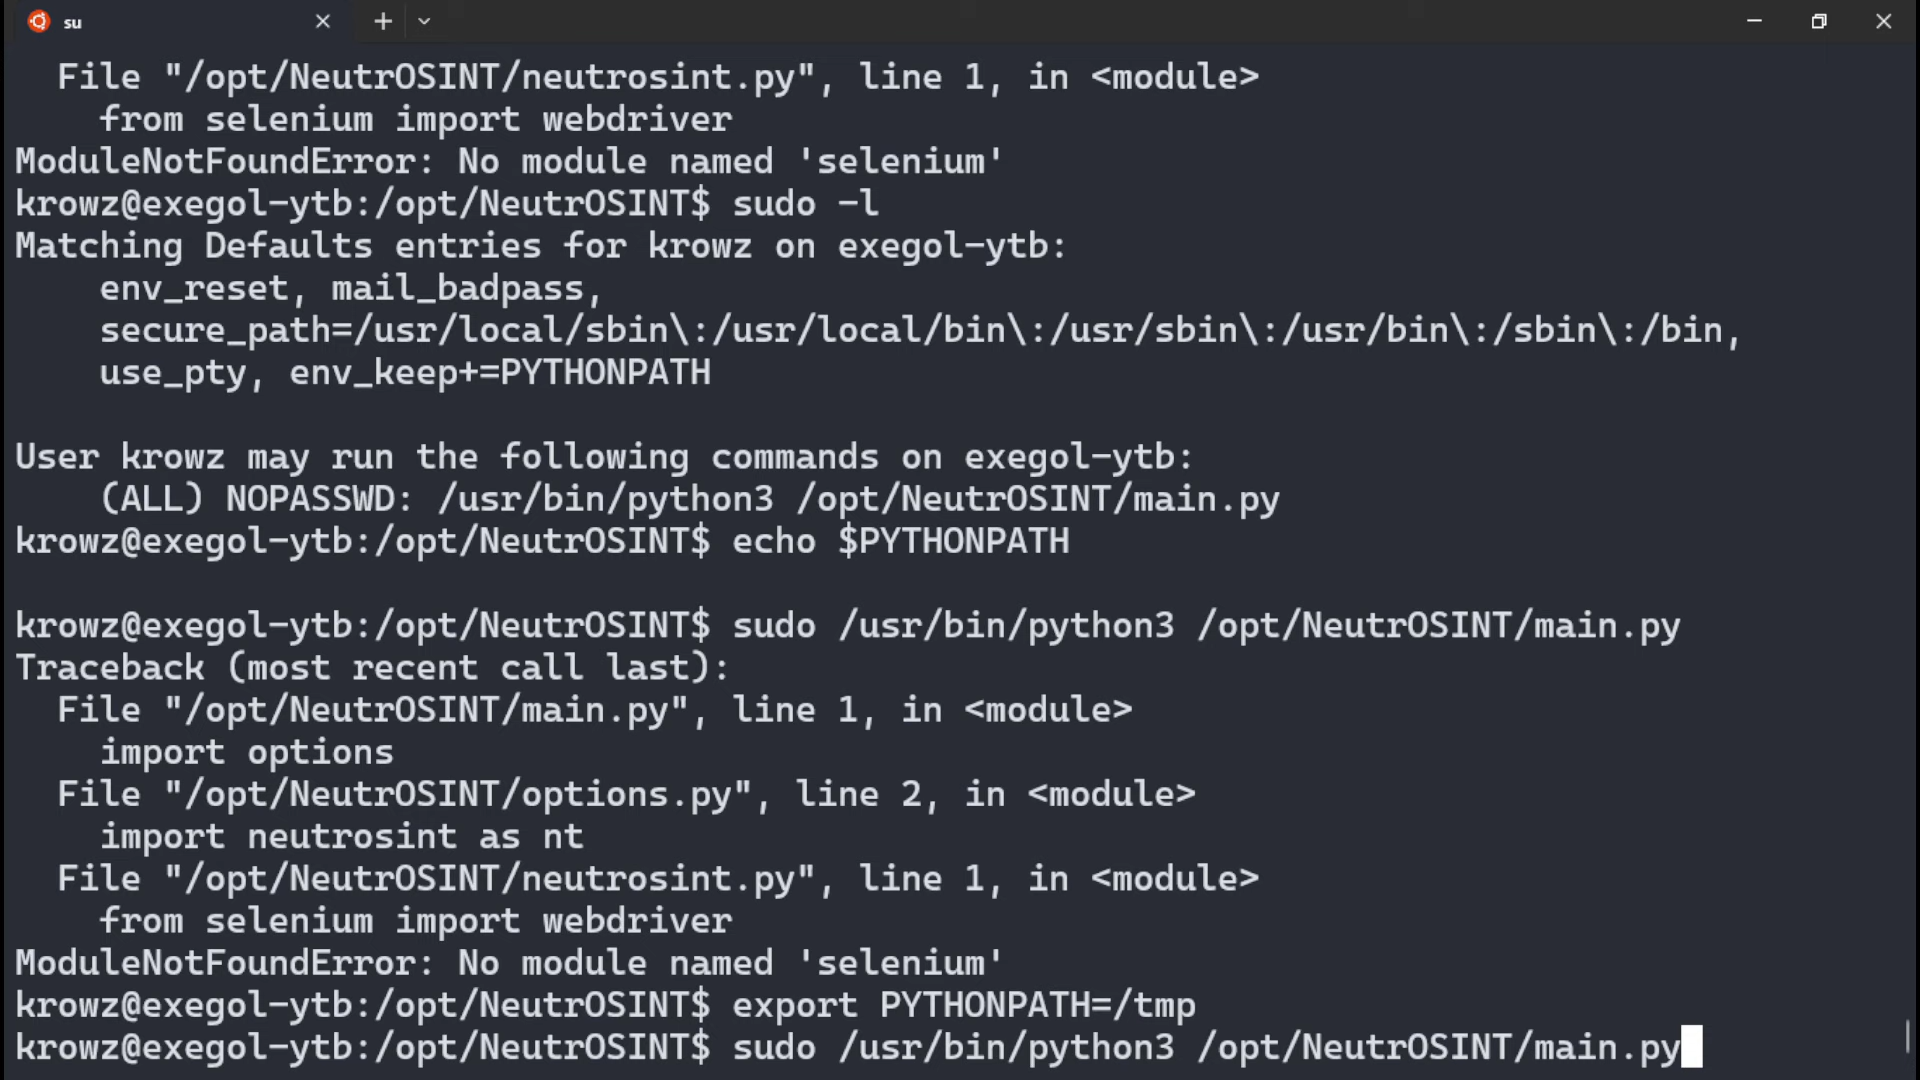 su
File "/opt/NeutrOSINT/neutrosint.py", line 1, in <module>
from selenium import webdriver
ModuleNotFoundError: No module named 'selenium'
krowz@exegol-ytb:/opt/NeutrOSINT$ sudo -l
Matching Defaults entries for krowz on exegol-ytb:
env_reset, mail_badpass,
secure_path=/usr/local/sbin\:/usr/local/bin\:/usr/sbin\:/usr/bin\:/sbin\:/bin,
use_pty, env_keep+=PYTHONPATH
User krowz may run the following commands on exegol-ytb:
(ALL) NOPASSWD: /usr/bin/python3 /opt/NeutrOSINT/main.py
krowz@exegol-ytb:/opt/NeutrOSINT$ echo $PYTHONPATH
krowz@exegol-ytb:/opt/NeutrOSINT$ sudo /usr/bin/python3 /opt/NeutrOSINT/main.py
Traceback (most recent call last):
File "/opt/NeutrOSINT/main.py", line 1, in <module>
import options
File "/opt/NeutrOSINT/options.py", line 2, in <module>
import neutrosint as nt
File "/opt/NeutrOSINT/neutrosint.py", line 1, in <module>
from selenium import webdriver
ModuleNotFoundError: No module named 'selenium'
krowz@exegol-ytb:/opt/NeutrOSINT$ export PYTHONPATH=/tmp
krowz@exegol-ytb:/opt/NeutrOSINT$ sudo /usr/bin/python3 /opt/NeutrOSINT/main.py